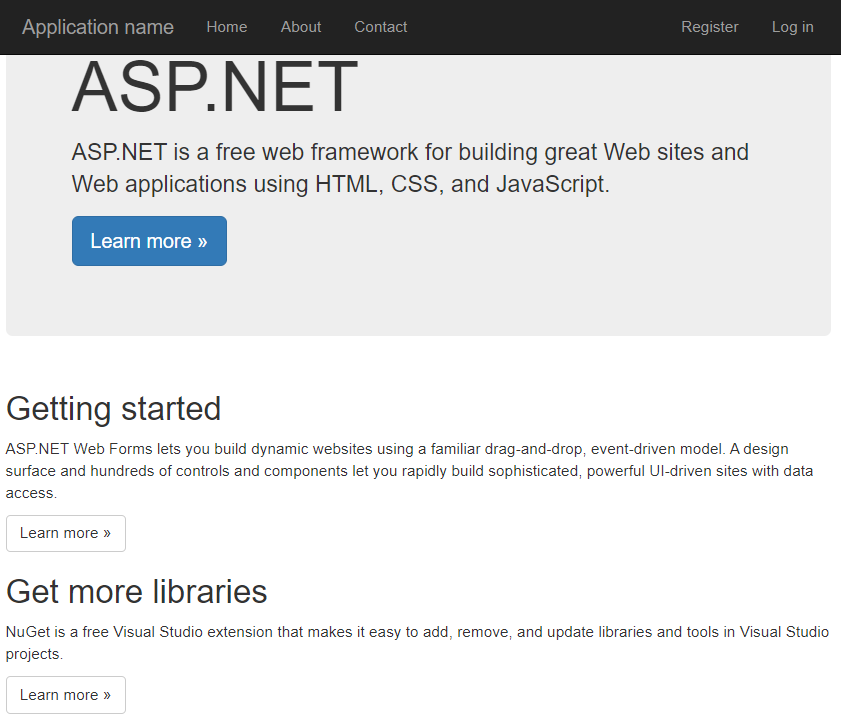 Application name Home About Contact Register Log in
ASP.NET
ASP.NET is a free web framework for building great Web sites and
Web applications using HTML, CSS, and JavaScript.
Learn more »
Getting started
ASP.NET Web Forms lets you build dynamic websites using a familiar drag-and-drop, event-driven model. A design
surface and hundreds of controls and components let you rapidly build sophisticated, powerful UI-driven sites with data
access.
Learn more »
Get more libraries
NuGet is a free Visual Studio extension that makes it easy to add, remove, and update libraries and tools in Visual Studio
projects.
Learn more »